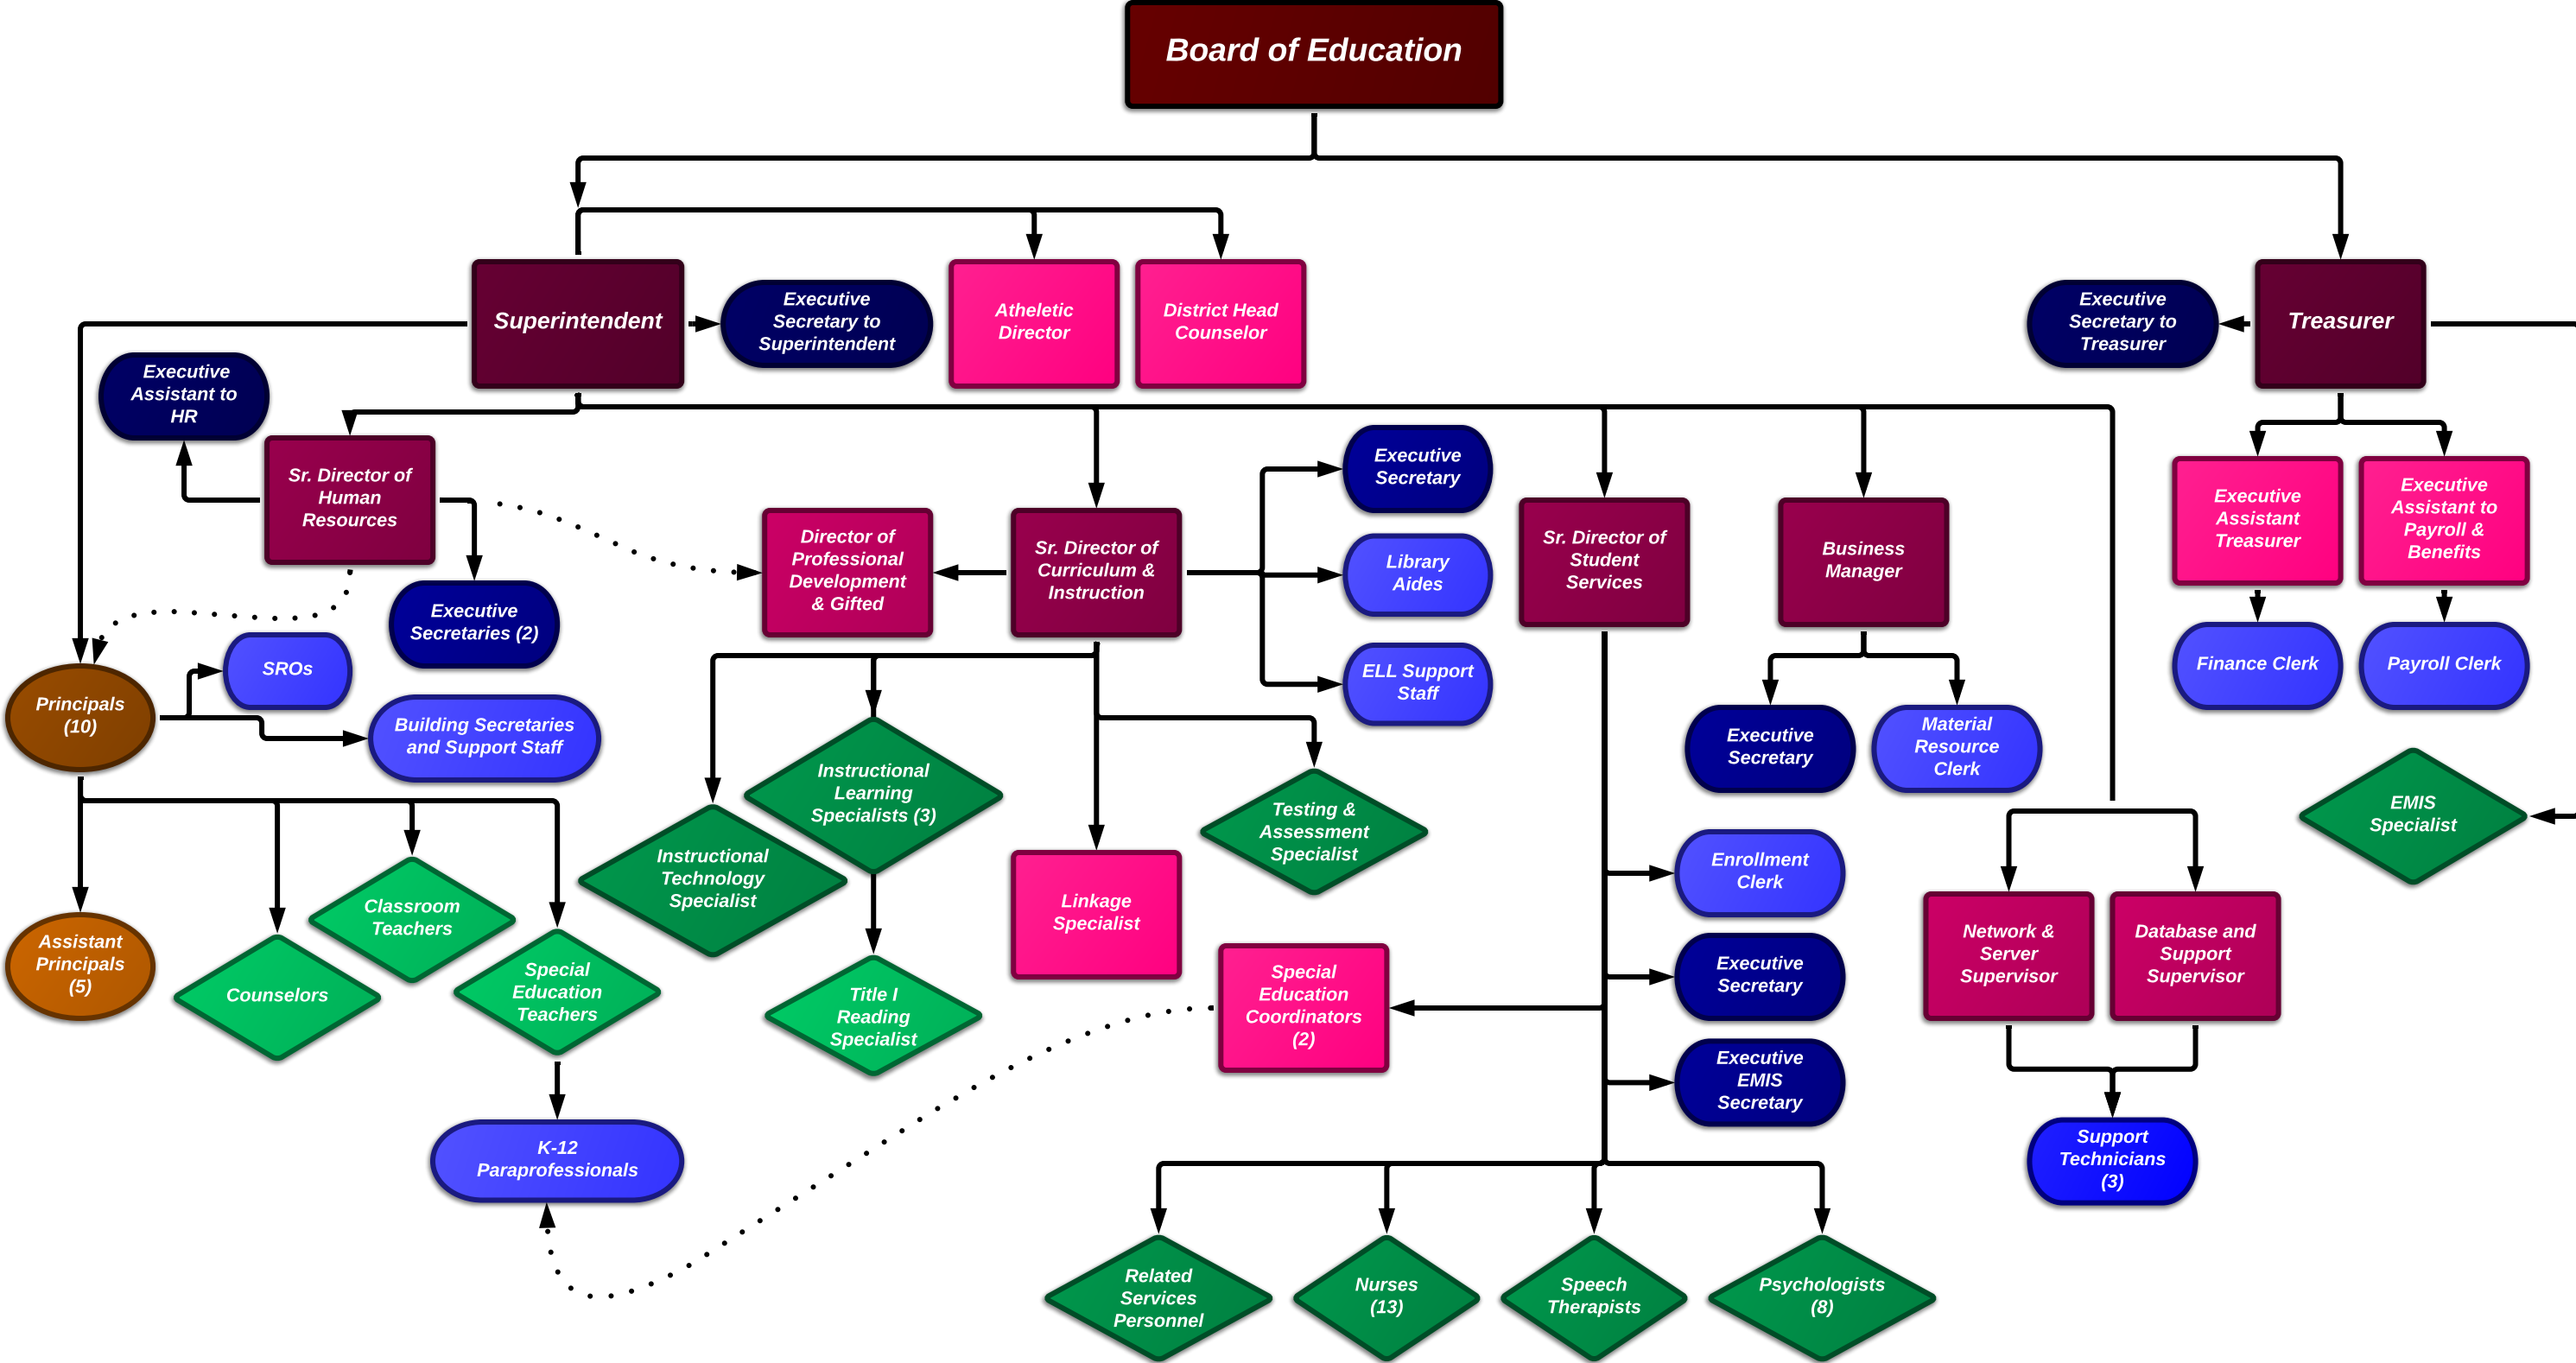 Board of Education
Superintendent
Executive
Secretary to
Superintendent
Atheletic
Director
District Head
Counselor
Executive
Secretary to
Treasurer
Treasurer
Executive
Assistant to
HR
Sr. Director of
Human
Resources
Executive
Secretaries (2)
Director of
Professional
Development
& Gifted
Sr. Director of
Curriculum &
Instruction
Executive
Secretary
Library
Aides
ELL Support
Staff
Sr. Director of
Student
Services
Business
Manager
Executive
Assistant
Treasurer
Executive
Assistant to
Payroll &
Benefits
Finance Clerk
Payroll Clerk
Principals
(10)
SROs
Building Secretaries
and Support Staff
Executive
Secretary
Material
Resource
Clerk
Instructional
Learning
Specialists (3)
Instructional
Technology
Specialist
Testing &
Assessment
Specialist
EMIS
Specialist
Assistant
Principals
(5)
Counselors
Classroom
Teachers
Special
Education
Teachers
Title I
Reading
Specialist
Linkage
Specialist
Special
Education
Coordinators
(2)
Enrollment
Clerk
Executive
Secretary
Executive
EMIS
Secretary
Network &
Server
Supervisor
Database and
Support
Supervisor
K-12
Paraprofessionals
Support
Technicians
(3)
Related
Services
Personnel
Nurses
(13)
Speech
Therapists
Psychologists
(8)